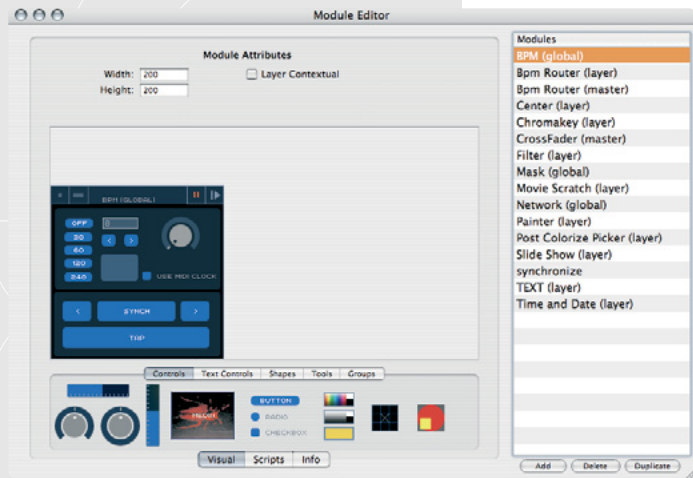 Module Editor
Module Attributes
Width: 200
Layer Contextual
Height: 200
BPM (GLOBAL)
OFF
0
30
60
120
240
USE MIDI CLOCK
< SYNCH >
TAP
Controls Text Controls Shapes Tools Groups
BUTTON
RADIO
CHECKBOX
Visual Scripts Info
Modules
BPM (global)
Bpm Router (layer)
Bpm Router (master)
Center (layer)
Chromakey (layer)
CrossFader (master)
Filter (layer)
Mask (global)
Movie Scratch (layer)
Network (global)
Painter (layer)
Post Colorize Picker (layer)
Slide Show (layer)
synchronize
TEXT (layer)
Time and Date (layer)
Add Delete Duplicate